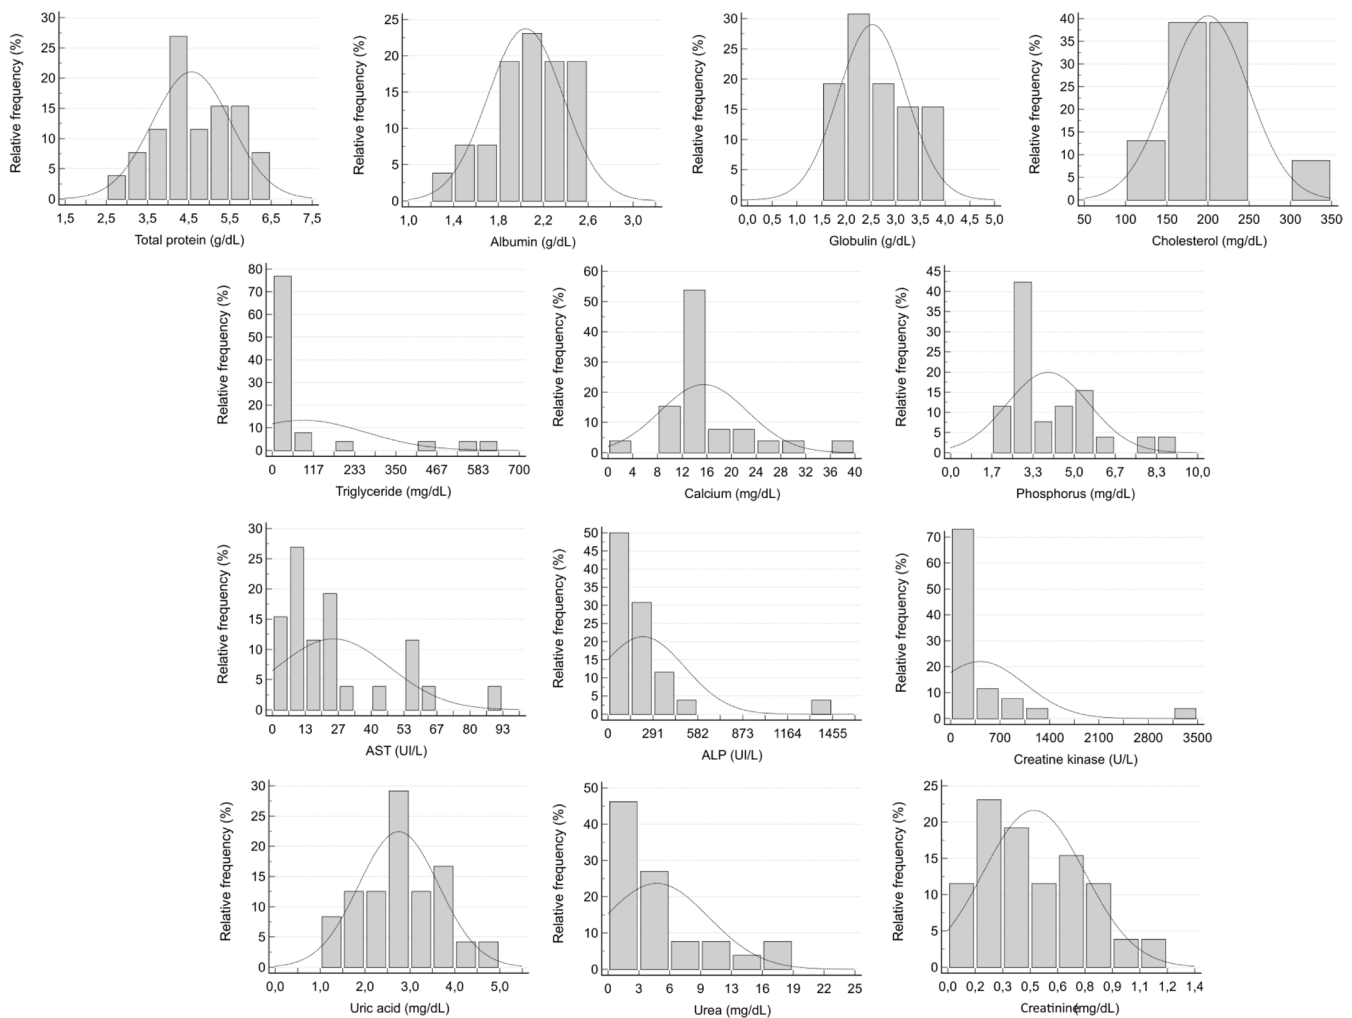 Relative frequency (%)
30
25
20
15
10
5
0
1,5 2,5 3,5 4,5 5,5 6,5 7,5
Total protein (g/dL)
Relative frequency (%)
25
20
15
10
5
0
1,0 1,4 1,8 2,2 2,6 3,0
Albumin (g/dL)
Relative frequency (%)
30
25
20
15
10
5
0
0,0 0,5 1,0 1,5 2,0 2,5 3,0 3,5 4,0 4,5 5,0
Globulin (g/dL)
Relative frequency (%)
40
35
30
25
20
15
10
5
0
50 100 150 200 250 300 350
Cholesterol (mg/dL)
Relative frequency (%)
80
70
60
50
40
30
20
10
0
0 117 233 350 467 583 700
Triglyceride (mg/dL)
Relative frequency (%)
60
50
40
30
20
10
0
0 4 8 12 16 20 24 28 32 36 40
Calcium (mg/dL)
Relative frequency (%)
45
40
35
30
25
20
15
10
5
0
0,0 1,7 3,3 5,0 6,7 8,3 10,0
Phosphorus (mg/dL)
Relative frequency (%)
30
25
20
15
10
5
0
0 13 27 40 53 67 80 93
AST (UI/L)
Relative frequency (%)
50
45
40
35
30
25
20
15
10
5
0
0 291 582 873 1164 1455
ALP (UI/L)
Relative frequency (%)
70
60
50
40
30
20
10
0
0 700 1400 2100 2800 3500
Creatine kinase (U/L)
Relative frequency (%)
30
25
20
15
10
5
0
0,0 1,0 2,0 3,0 4,0 5,0
Uric acid (mg/dL)
Relative frequency (%)
50
40
30
20
10
0
0 3 6 9 13 16 19 22 25
Urea (mg/dL)
Relative frequency (%)
25
20
15
10
5
0
0,0 0,2 0,3 0,5 0,6 0,8 0,9 1,1 1,2 1,4
Creatinine(mg/dL)